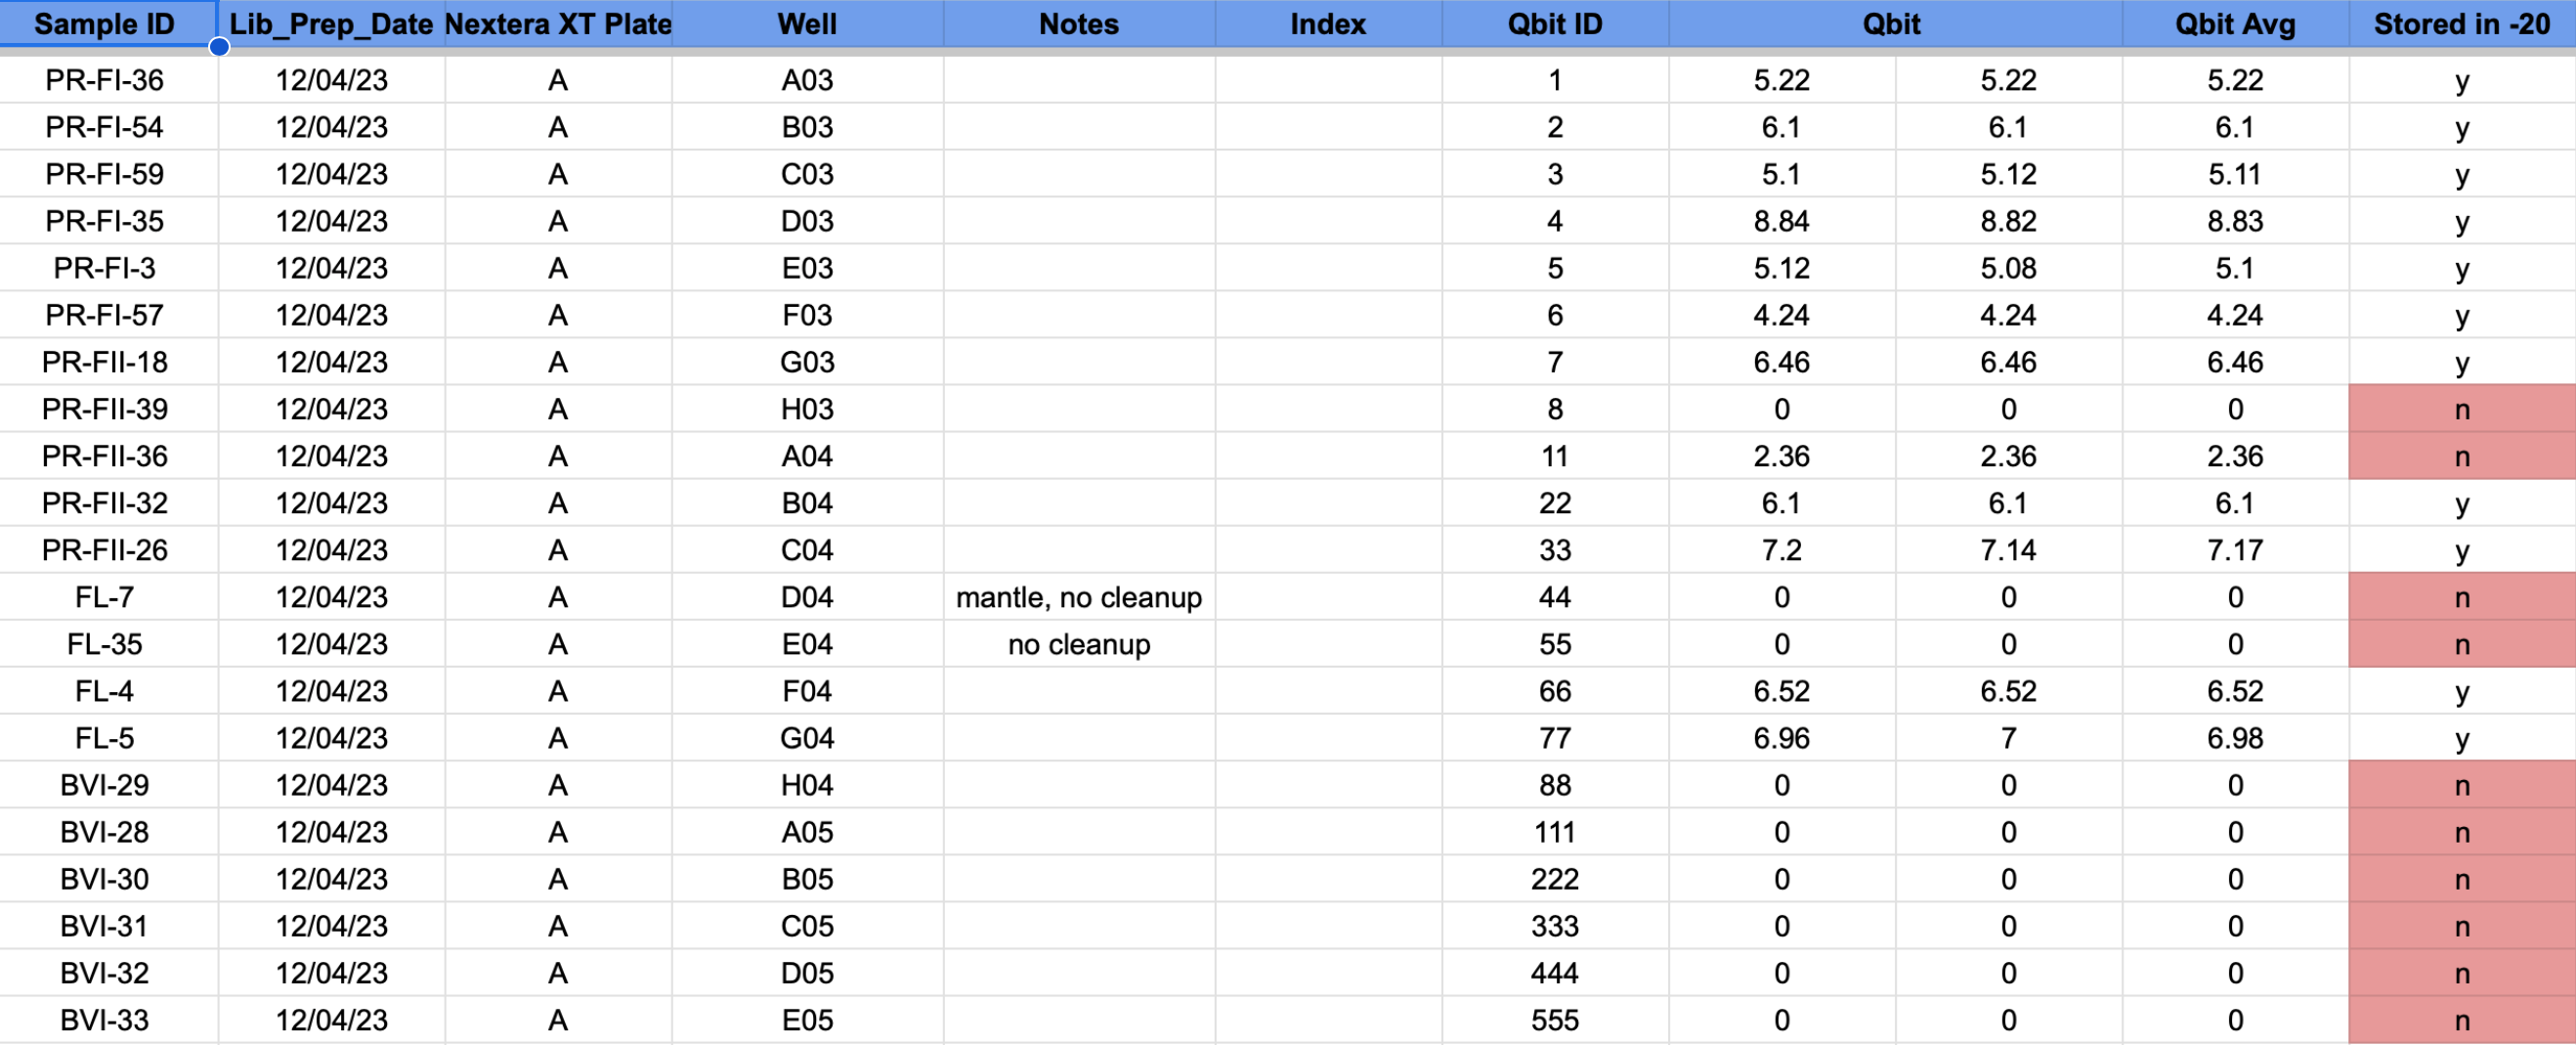 Sample ID Lib_Prep_Date Nextera XT Plate Well Notes Index Qbit ID Qbit Qbit Avg Stored in -20
PR-FI-36 12/04/23 A A03 1 5.22 5.22 5.22 y
PR-FI-54 12/04/23 A B03 2 6.1 6.1 6.1 y
PR-FI-59 12/04/23 A C03 3 5.1 5.12 5.11 y
PR-FI-35 12/04/23 A D03 4 8.84 8.82 8.83 y
PR-FI-3 12/04/23 A E03 5 5.12 5.08 5.1 y
PR-FI-57 12/04/23 A F03 6 4.24 4.24 4.24 y
PR-FII-18 12/04/23 A G03 7 6.46 6.46 6.46 y
PR-FII-39 12/04/23 A H03 8 0 0 0 n
PR-FII-36 12/04/23 A A04 11 2.36 2.36 2.36 n
PR-FII-32 12/04/23 A B04 22 6.1 6.1 6.1 y
PR-FII-26 12/04/23 A C04 33 7.2 7.14 7.17 y
FL-7 12/04/23 A D04 mantle, no cleanup 44 0 0 0 n
FL-35 12/04/23 A E04 no cleanup 55 0 0 0 n
FL-4 12/04/23 A F04 66 6.52 6.52 6.52 y
FL-5 12/04/23 A G04 77 6.96 7 6.98 y
BVI-29 12/04/23 A H04 88 0 0 0 n
BVI-28 12/04/23 A A05 111 0 0 0 n
BVI-30 12/04/23 A B05 222 0 0 0 n
BVI-31 12/04/23 A C05 333 0 0 0 n
BVI-32 12/04/23 A D05 444 0 0 0 n
BVI-33 12/04/23 A E05 555 0 0 0 n